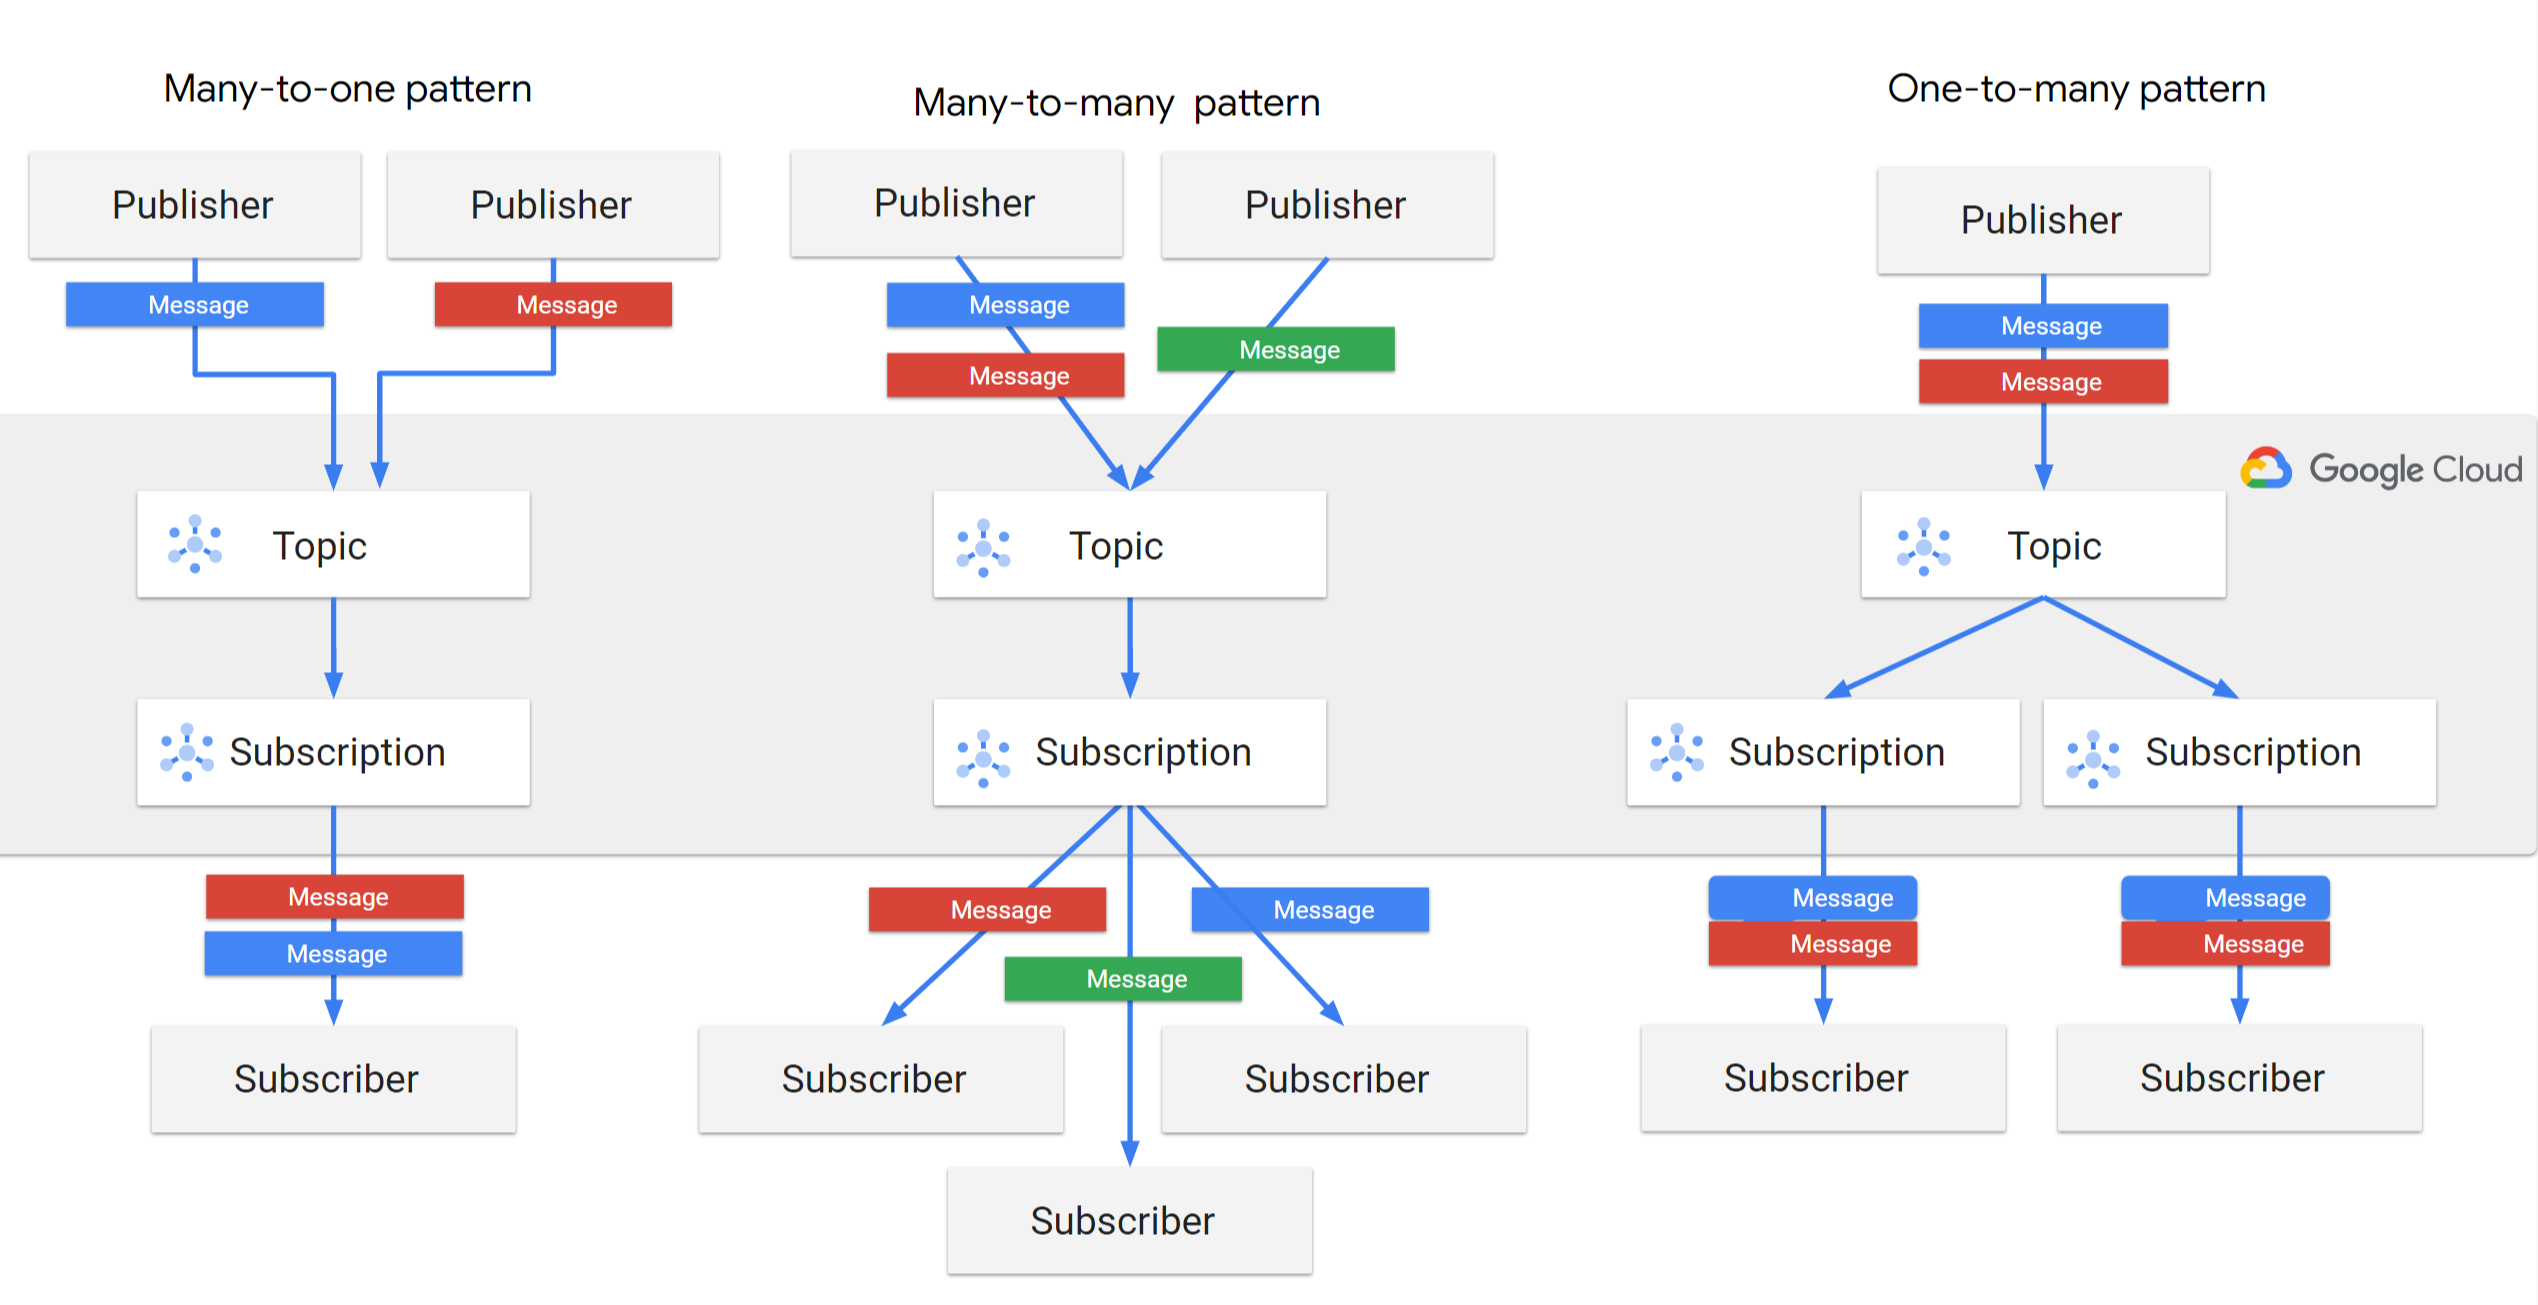 Many-to-one pattern
Publisher
Publisher
Message
Message
Topic
Subscription
Message
Message
Subscriber
Many-to-many  pattern
Publisher
Publisher
Message
Message
Message
Topic
Subscription
Message
Message
Message
Subscriber
Subscriber
Subscriber
One-to-many pattern
Publisher
Message
Message
Google Cloud
Topic
Subscription
Subscription
Message
Message
Message
Message
Subscriber
Subscriber